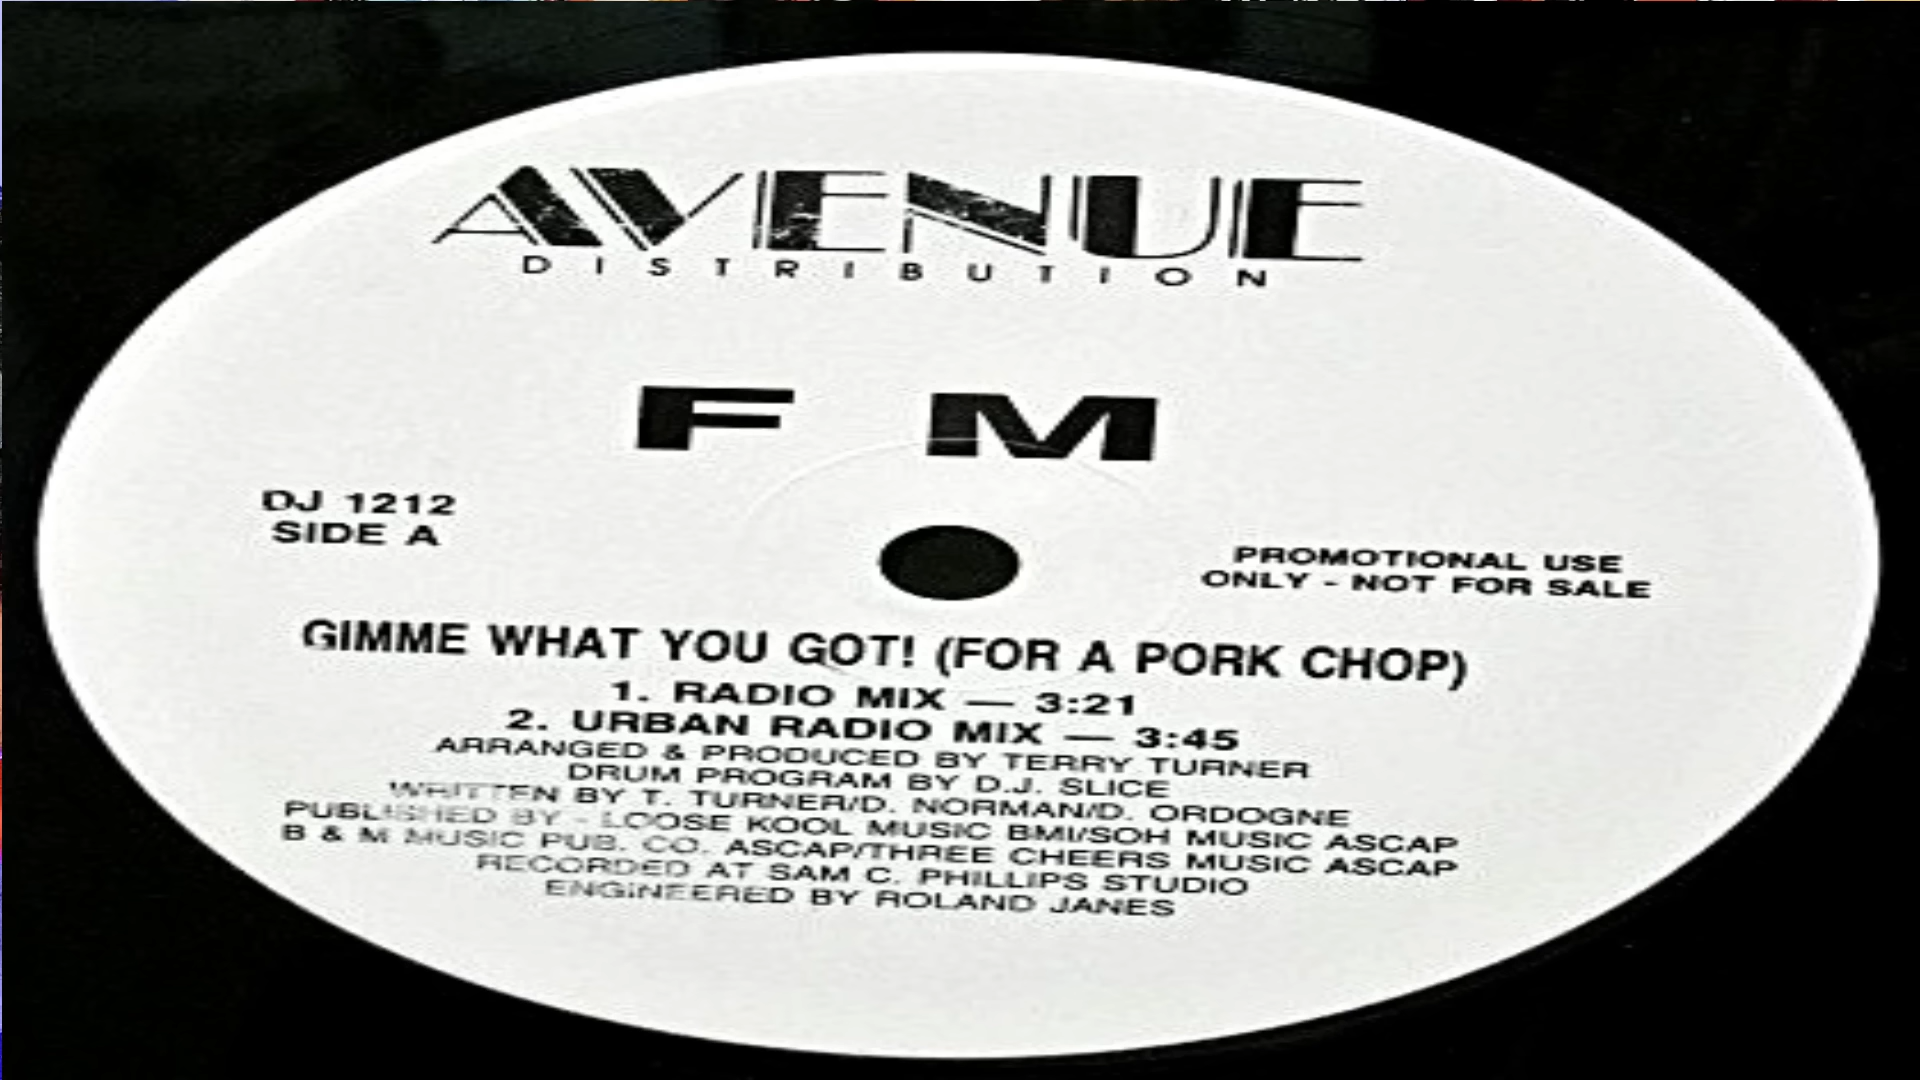 AVENUE
DISTRIBUTION
F M
DJ 1212
SIDE A
PROMOTIONAL USE
ONLY - NOT FOR SALE
GIMME WHAT YOU GOT! (FOR A PORK CHOP)
1. RADIO MIX — 3:21
2. URBAN RADIO MIX — 3:45
ARRANGED & PRODUCED BY TERRY TURNER
DRUM PROGRAM BY D.J. SLICE
WRITTEN BY T. TURNER/D. NORMAN/D. ORDOGNE
PUBLISHED BY - LOOSE KOOL MUSIC BMI/SOH MUSIC ASCAP
B & M MUSIC PUB. CO. ASCAP/THREE CHEERS MUSIC ASCAP
RECORDED AT SAM C. PHILLIPS STUDIO
ENGINEERED BY ROLAND JANES